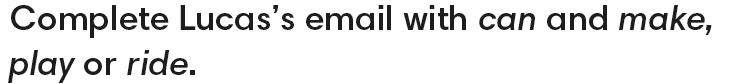 Complete Lucas’s email with can and make,
play or ride.